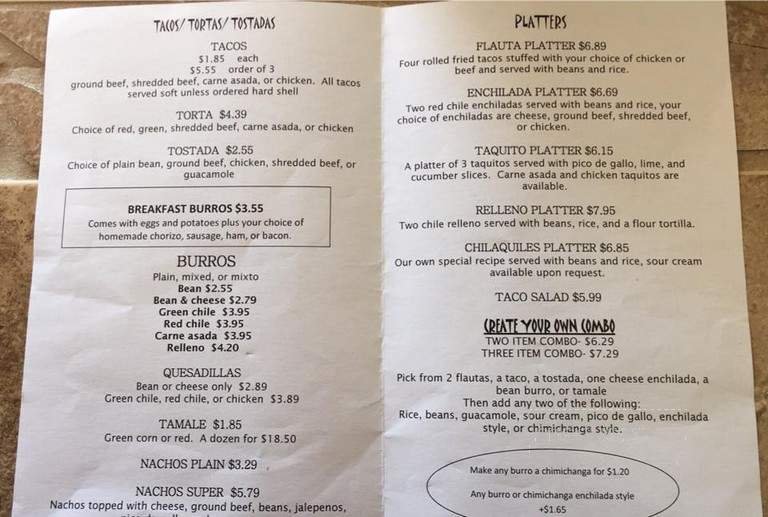 TACOS/ TORTAS/ TOSTADAS
TACOS
$1.85 each
$5.55 order of 3
ground beef, shredded beef, carne asada, or chicken. All tacos
served soft unless ordered hard shell
TORTA $4.39
Choice of red, green, shredded beef, carne asada, or chicken
TOSTADA $2.55
Choice of plain bean, ground beef, chicken, shredded beef, or
guacamole
BREAKFAST BURROS $3.55
Comes with eggs and potatoes plus your choice of
homemade chorizo, sausage, ham, or bacon.
BURROS
Plain, mixed, or mixto
Bean $2.55
Bean & cheese $2.79
Green chile $3.95
Red chile $3.95
Carne asada $3.95
Relleno $4.20
QUESADILLAS
Bean or cheese only $2.89
Green chile, red chile, or chicken $3.89
TAMALE $1.85
Green corn or red. A dozen for $18.50
NACHOS PLAIN $3.29
NACHOS SUPER $5.79
Nachos topped with cheese, ground beef, beans, jalepenos,
PLATTERS
FLAUTA PLATTER $6.89
Four rolled fried tacos stuffed with your choice of chicken or
beef and served with beans and rice.
ENCHILADA PLATTER $6.69
Two red chile enchiladas served with beans and rice, your
choice of enchiladas are cheese, ground beef, shredded beef,
or chicken.
TAQUITO PLATTER $6.15
A platter of 3 taquitos served with pico de gallo, lime, and
cucumber slices. Carne asada and chicken taquitos are
available.
RELLENO PLATTER $7.95
Two chile relleno served with beans, rice, and a flour tortilla.
CHILAQUILES PLATTER $6.85
Our own special recipe served with beans and rice, sour cream
available upon request.
TACO SALAD $5.99
CREATE YOUR OWN COMBO
TWO ITEM COMBO- $6.29
THREE ITEM COMBO- $7.29
Pick from 2 flautas, a taco, a tostada, one cheese enchilada, a
bean burro, or tamale
Then add any two of the following:
Rice, beans, guacamole, sour cream, pico de gallo, enchilada
style, or chimichanga style.
Make any burro a chimichanga for $1.20
Any burro or chimichanga enchilada style
+$1.65